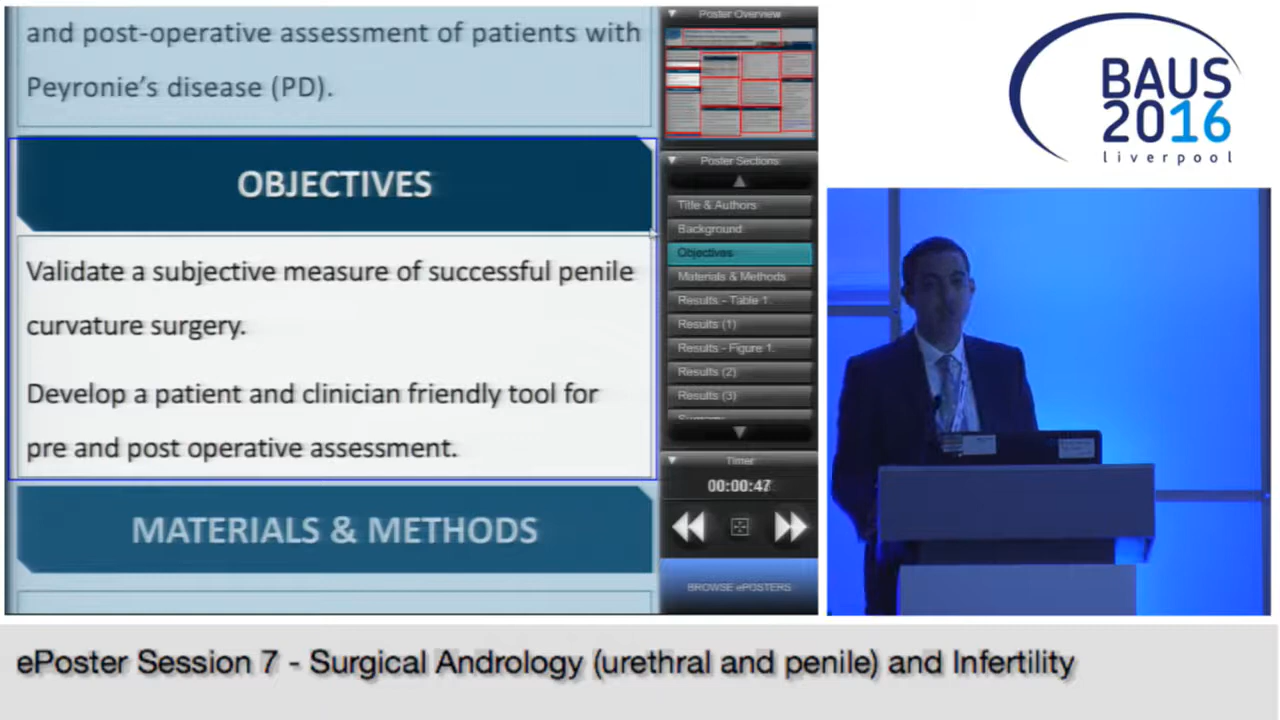 and post-operative assessment of patients with
Peyronie's disease (PD).
OBJECTIVES
Validate a subjective measure of successful penile
curvature surgery.
Develop a patient and clinician friendly tool for
pre and post operative assessment.
MATERIALS & METHODS
Poster Overview
Poster Sections:
Title & Authors
Background:
Objectives
Materials & Methods
Results - Table 1.
Results (1)
Results - Figure 1.
Results (2)
Results (3)
Summary
Timer
00:00:47
BROWSE ePOSTERS
BAUS
2016
liverpool
ePoster Session 7 - Surgical Andrology (urethral and penile) and Infertility